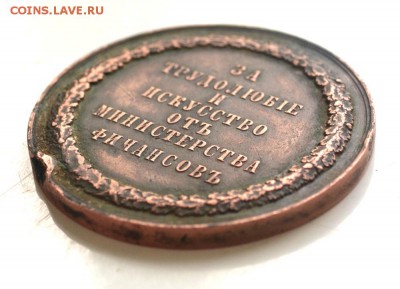 COINS.LAVE.RU
ЗА
ТРУДОЛЮБІЕ
И
ИСКУССТВО
ОТЪ
МИНИСТЕРСТВА
ФИНАНСОВЪ